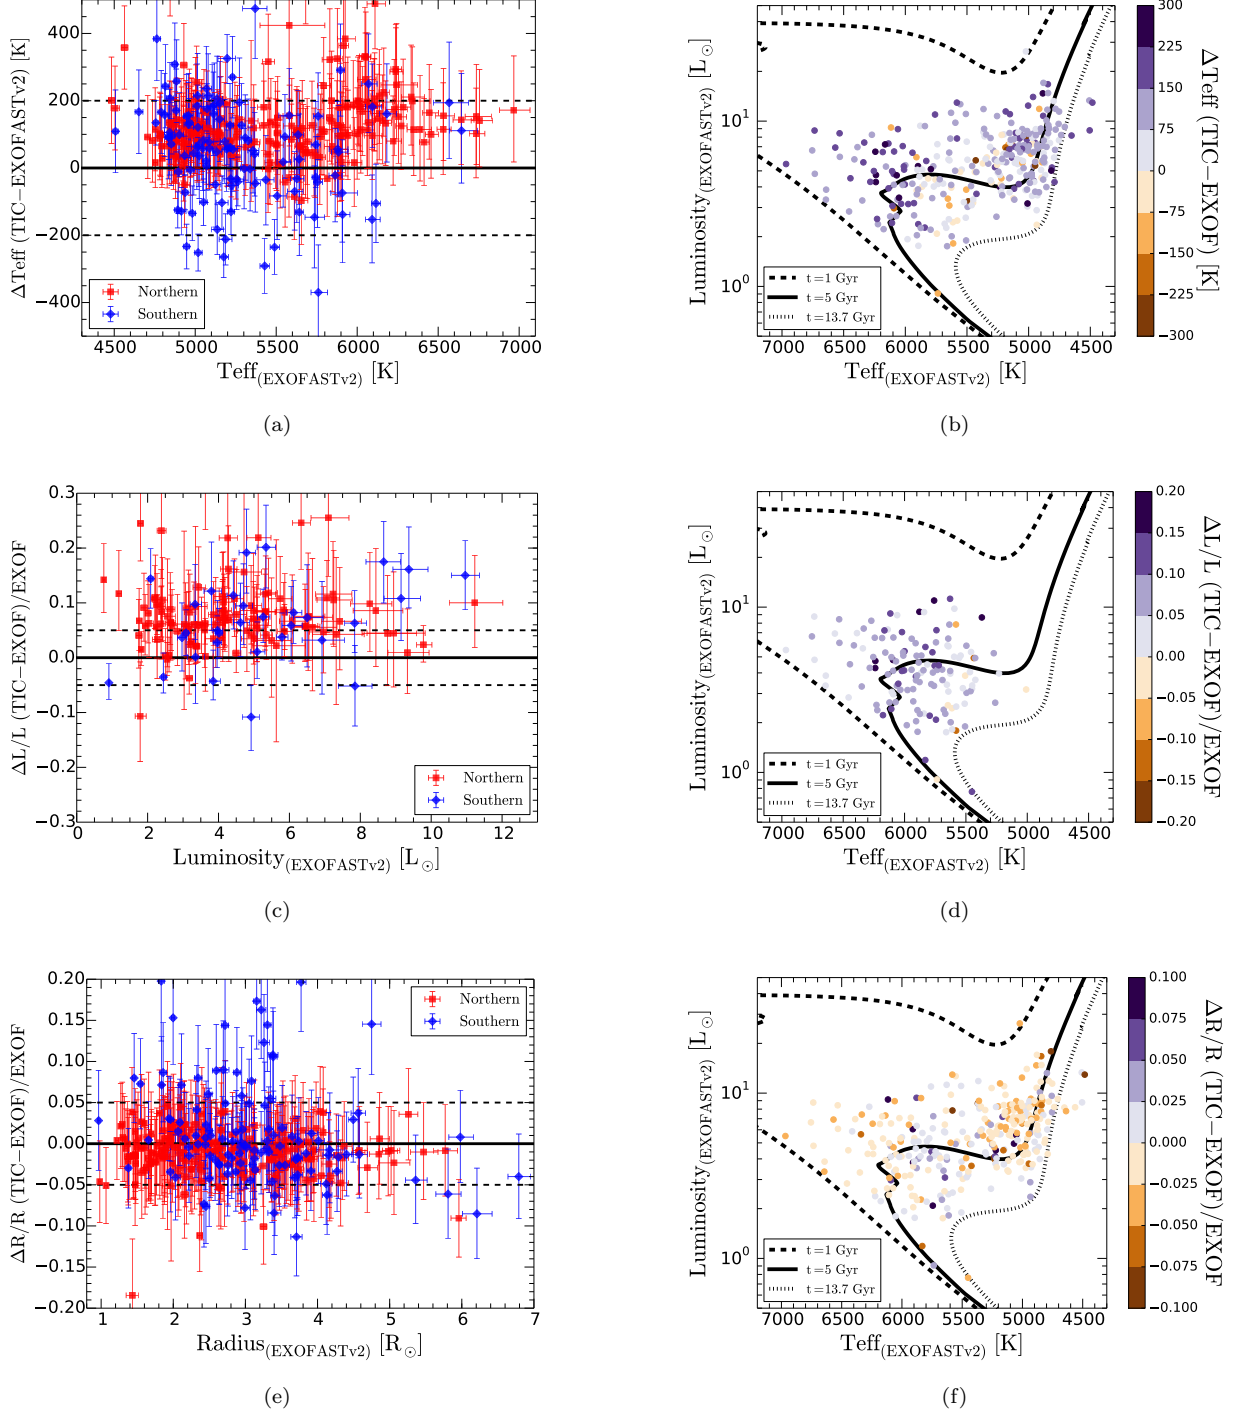 ΔTeff (TIC−EXOFASTv2) [K]
400
200
0
−200
−400
Northern
Southern
4500 5000 5500 6000 6500 7000
Teff(EXOFASTv2) [K]
(a)
Luminosity(EXOFASTv2) [L⊙]
10¹
10⁰
t=1 Gyr
t=5 Gyr
t=13.7 Gyr
7000 6500 6000 5500 5000 4500
Teff(EXOFASTv2) [K]
300
225
150
75
0
−75
−150
−225
−300
ΔTeff (TIC−EXOF) [K]
(b)
ΔL/L (TIC−EXOF)/EXOF
0.3
0.2
0.1
0.0
−0.1
−0.2
−0.3
Northern
Southern
0 2 4 6 8 10 12
Luminosity(EXOFASTv2) [L⊙]
(c)
Luminosity(EXOFASTv2) [L⊙]
10¹
10⁰
t=1 Gyr
t=5 Gyr
t=13.7 Gyr
7000 6500 6000 5500 5000 4500
Teff(EXOFASTv2) [K]
0.20
0.15
0.10
0.05
0.00
−0.05
−0.10
−0.15
−0.20
ΔL/L (TIC−EXOF)/EXOF
(d)
ΔR/R (TIC−EXOF)/EXOF
0.20
0.15
0.10
0.05
0.00
−0.05
−0.10
−0.15
−0.20
Northern
Southern
1 2 3 4 5 6 7
Radius(EXOFASTv2) [R⊙]
(e)
Luminosity(EXOFASTv2) [L⊙]
10¹
10⁰
t=1 Gyr
t=5 Gyr
t=13.7 Gyr
7000 6500 6000 5500 5000 4500
Teff(EXOFASTv2) [K]
0.100
0.075
0.050
0.025
0.000
−0.025
−0.050
−0.075
−0.100
ΔR/R (TIC−EXOF)/EXOF
(f)